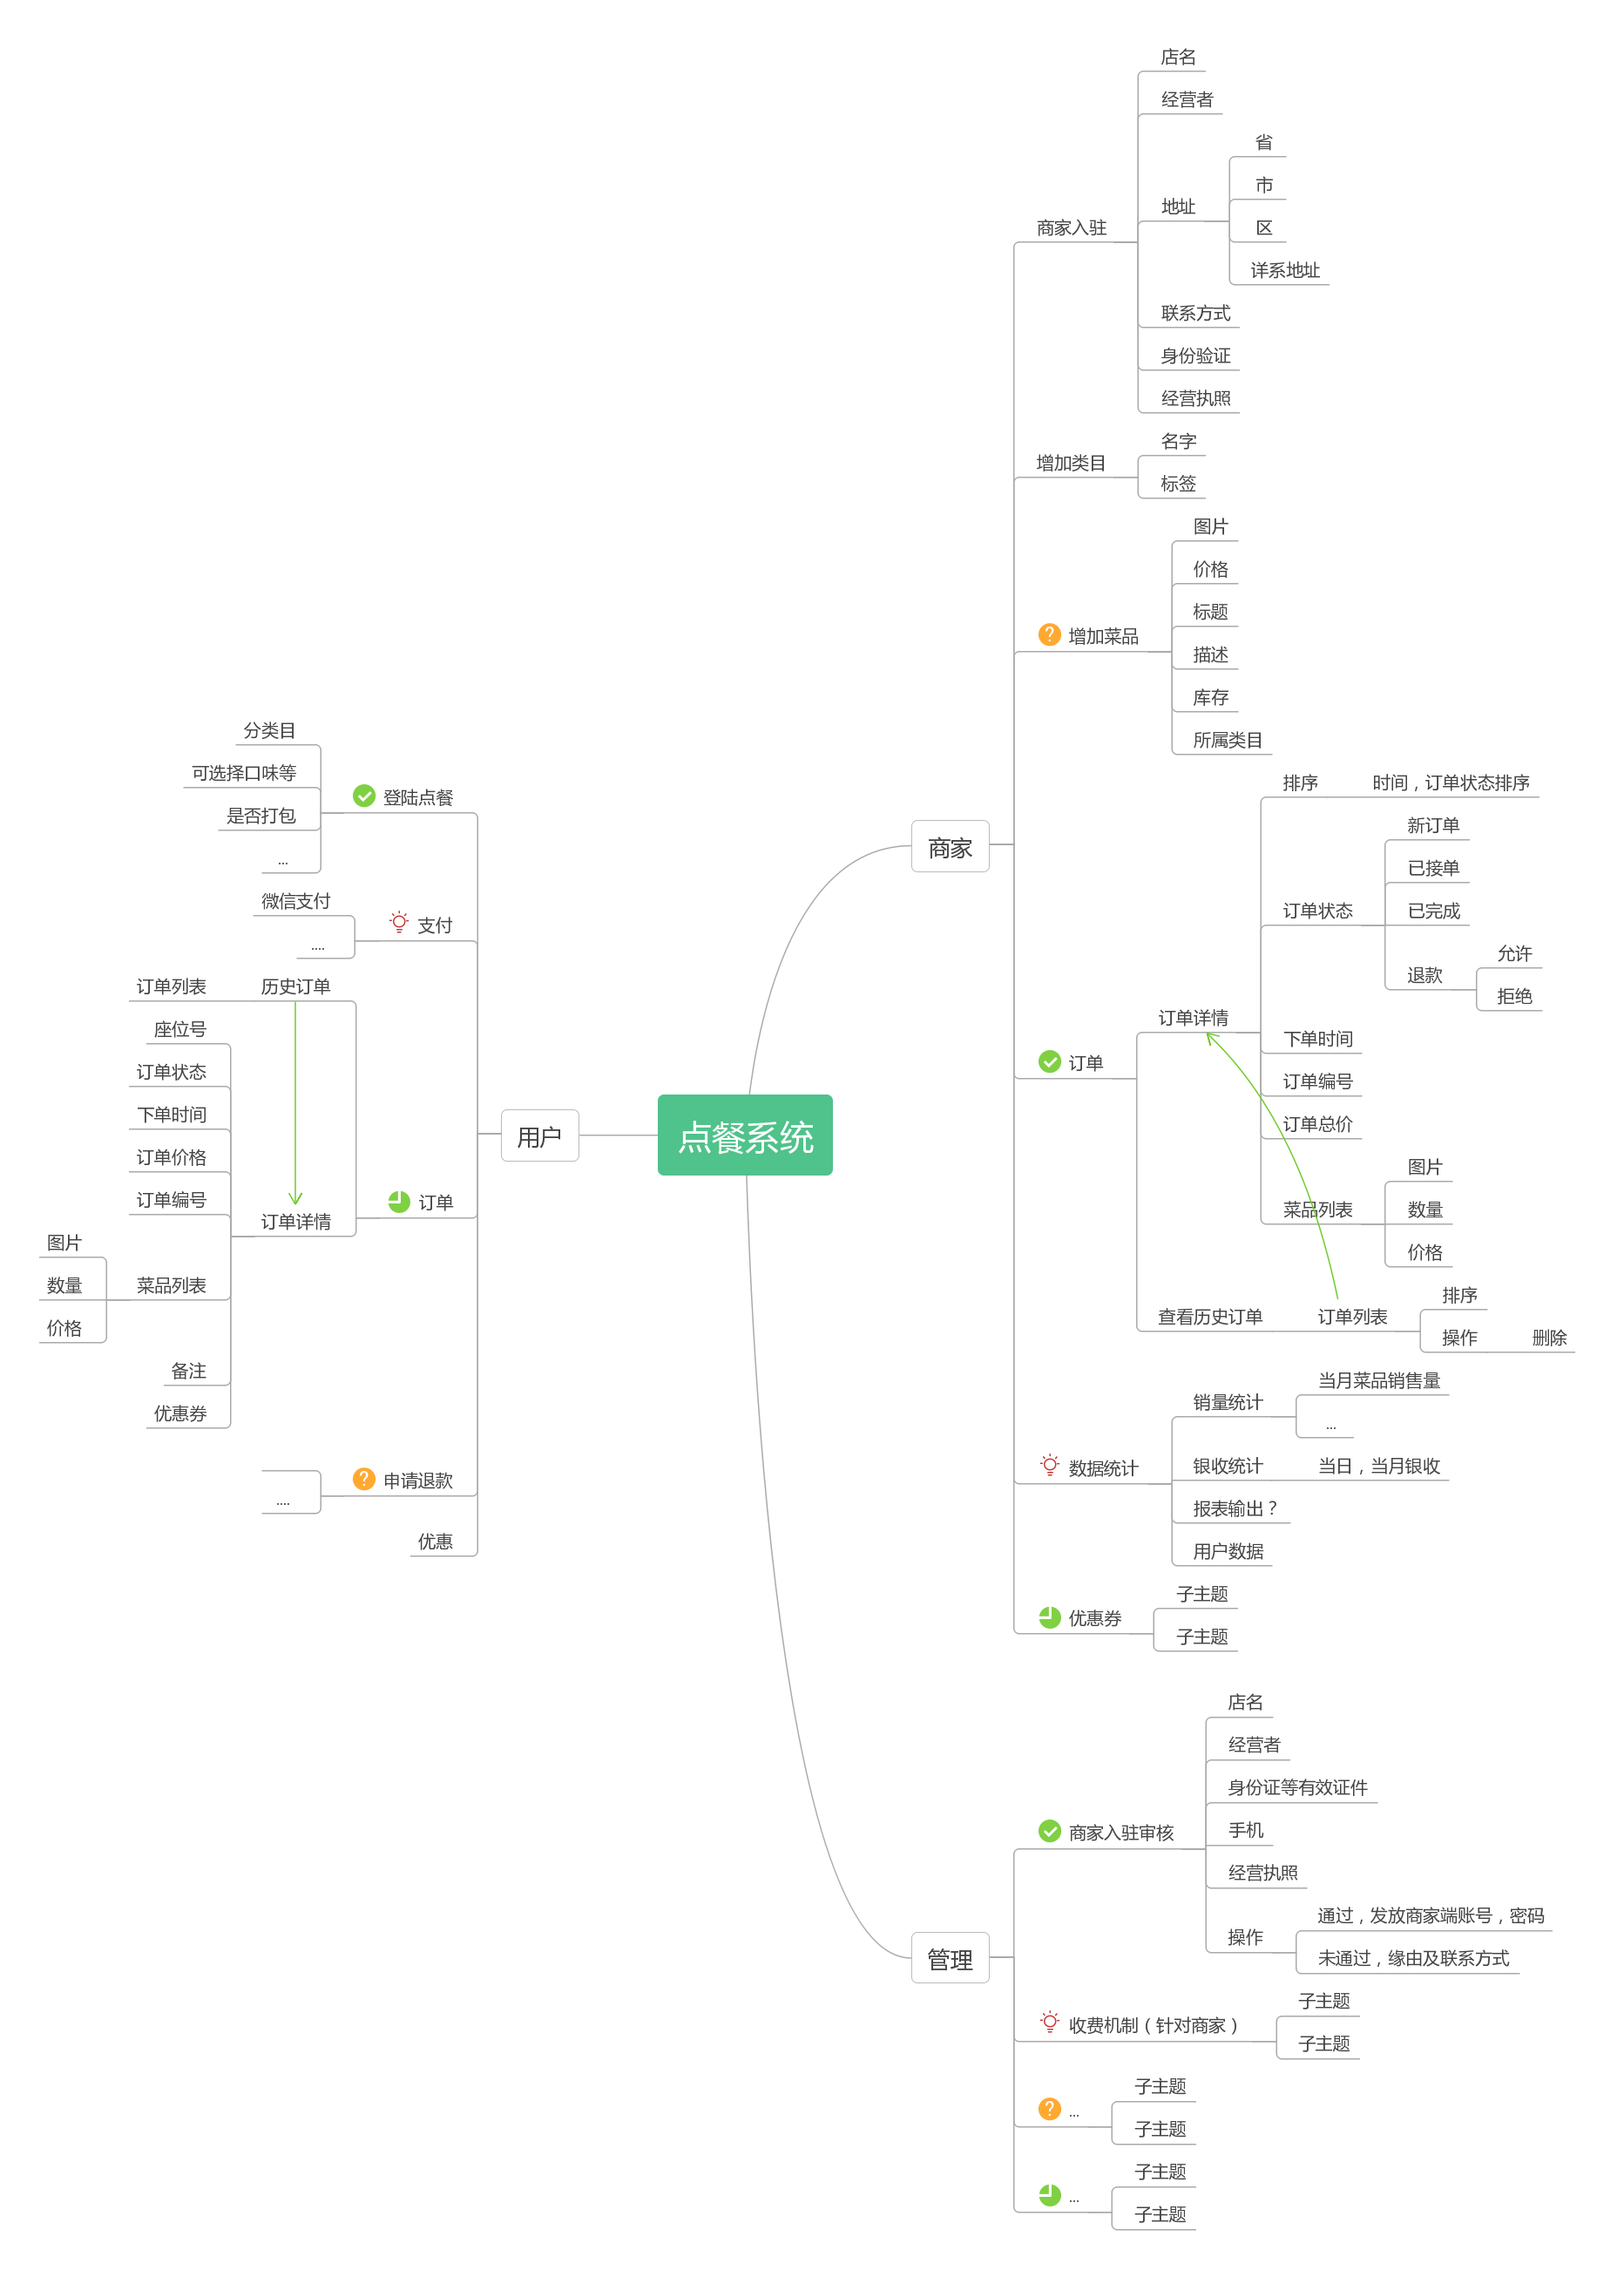 点餐系统
商家
商家入驻
店名
经营者
地址
省
市
区
详系地址
联系方式
身份验证
经营执照
增加类目
名字
标签
增加菜品
图片
价格
标题
描述
库存
所属类目
订单
订单详情
排序
时间，订单状态排序
订单状态
新订单
已接单
已完成
退款
允许
拒绝
下单时间
订单编号
订单总价
菜品列表
图片
数量
价格
查看历史订单
订单列表
排序
操作
删除
数据统计
销量统计
当月菜品销售量
...
银收统计
当日，当月银收
报表输出？
用户数据
优惠券
子主题
子主题
用户
登陆点餐
分类目
可选择口味等
是否打包
...
支付
微信支付
....
订单
历史订单
订单列表
订单详情
座位号
订单状态
下单时间
订单价格
订单编号
菜品列表
图片
数量
价格
备注
优惠券
申请退款
....
优惠
管理
商家入驻审核
店名
经营者
身份证等有效证件
手机
经营执照
操作
通过，发放商家端账号，密码
未通过，缘由及联系方式
收费机制（针对商家）
子主题
子主题
...
子主题
子主题
...
子主题
子主题